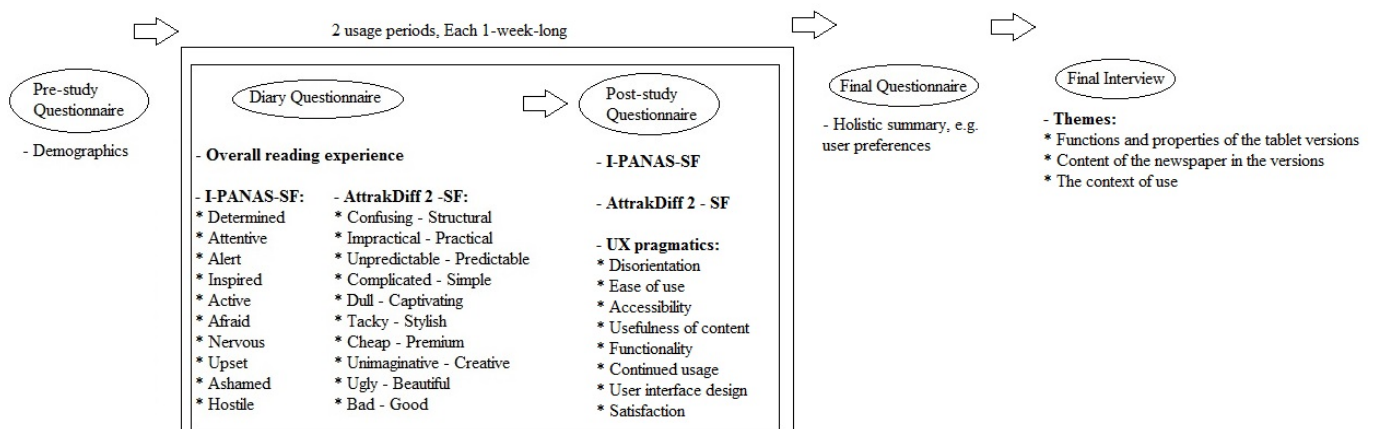 2 usage periods, Each 1-week-long
Pre-study
Questionnaire
- Demographics
Diary Questionnaire
- Overall reading experience
- I-PANAS-SF:
* Determined
* Attentive
* Alert
* Inspired
* Active
* Afraid
* Nervous
* Upset
* Ashamed
* Hostile
- AttrakDiff 2 -SF:
* Confusing - Structural
* Impractical - Practical
* Unpredictable - Predictable
* Complicated - Simple
* Dull - Captivating
* Tacky - Stylish
* Cheap - Premium
* Unimaginative - Creative
* Ugly - Beautiful
* Bad - Good
Post-study
Questionnaire
- I-PANAS-SF
- AttrakDiff 2 - SF
- UX pragmatics:
* Disorientation
* Ease of use
* Accessibility
* Usefulness of content
* Functionality
* Continued usage
* User interface design
* Satisfaction
Final Questionnaire
- Holistic summary, e.g.
user preferences
Final Interview
- Themes:
* Functions and properties of the tablet versions
* Content of the newspaper in the versions
* The context of use